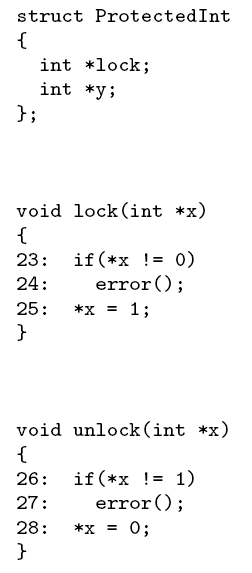 struct ProtectedInt
{
  int *lock;
  int *y;
};
void lock(int *x)
{
23:  if(*x != 0)
24:    error();
25:  *x = 1;
}
void unlock(int *x)
{
26:  if(*x != 1)
27:    error();
28:  *x = 0;
}